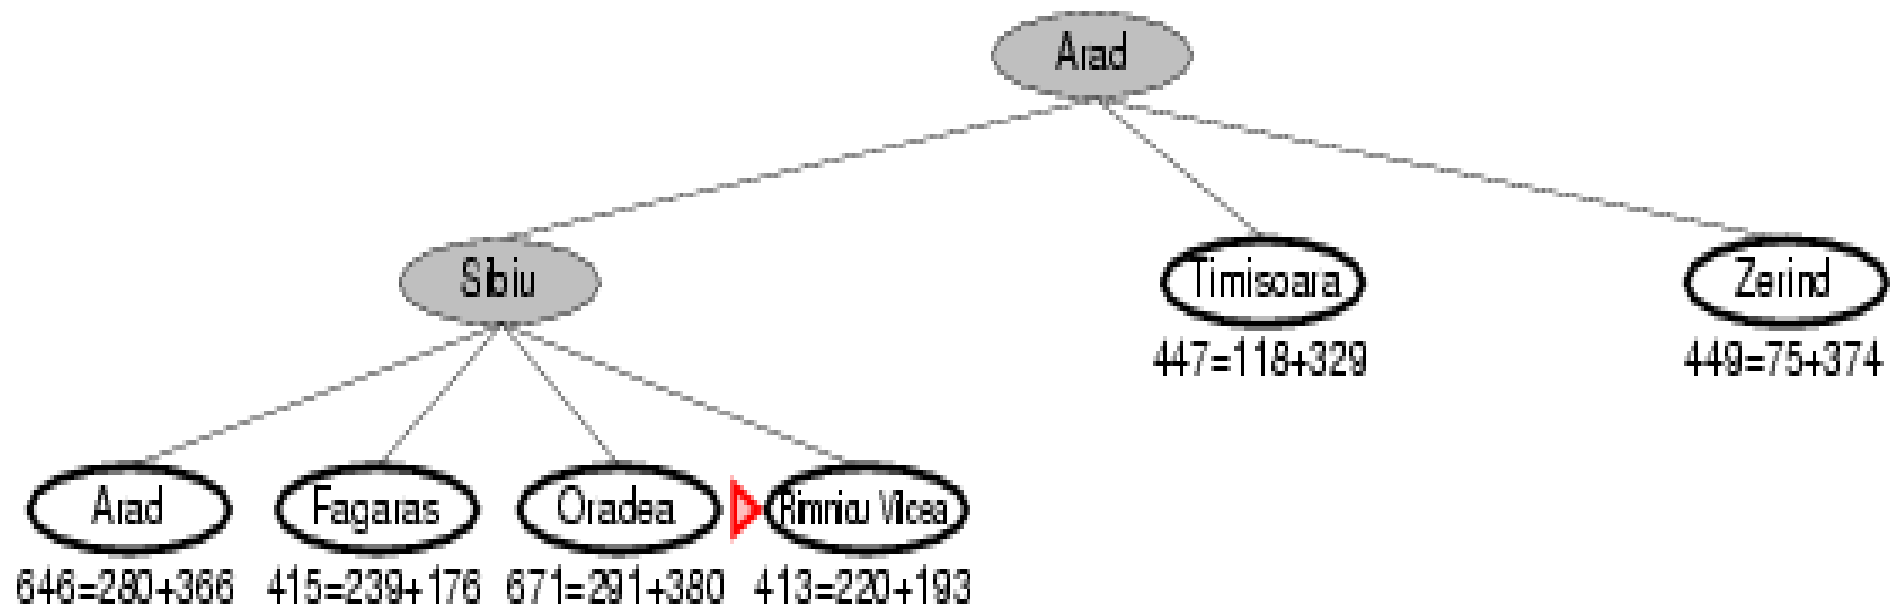 Arad
Sibiu
Timisoara
Zerind
447=118+329
449=75+374
Arad
Fagaras
Oradea
Rimnicu Vilcea
646=280+366
415=239+176
671=291+380
413=220+193